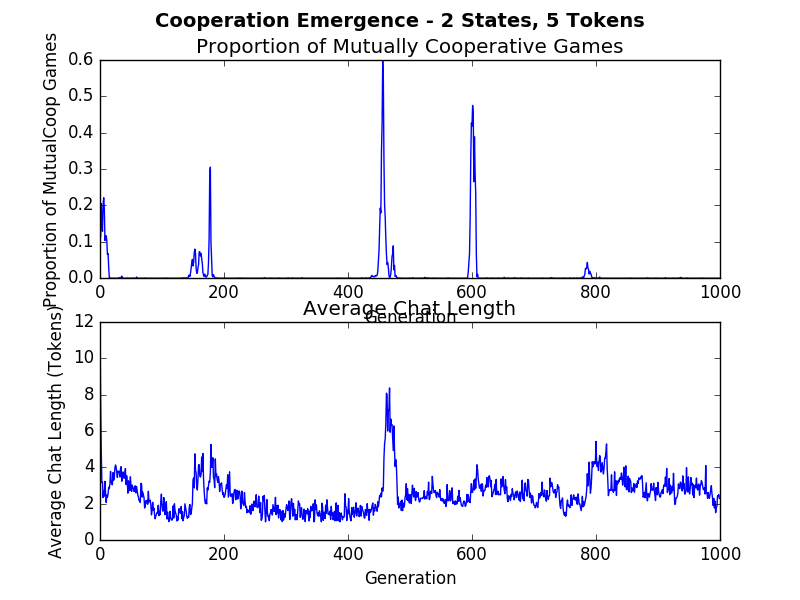 Cooperation Emergence - 2 States, 5 Tokens
Proportion of Mutually Cooperative Games
Proportion of MutualCoop Games
0.6
0.5
0.4
0.3
0.2
0.1
0.0
0 200 400 600 800 1000
Generation
Average Chat Length
Average Chat Length (Tokens)
12
10
8
6
4
2
0
0 200 400 600 800 1000
Generation